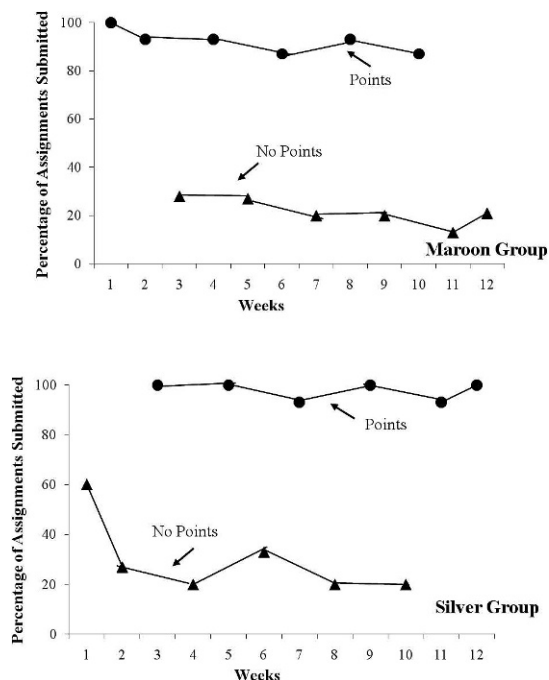 Percentage of Assignments Submitted
100
80
60
40
20
0
Points
No Points
Maroon Group
1 2 3 4 5 6 7 8 9 10 11 12
Weeks
Percentage of Assignments Submitted
100
80
60
40
20
0
Points
No Points
Silver Group
1 2 3 4 5 6 7 8 9 10 11 12
Weeks